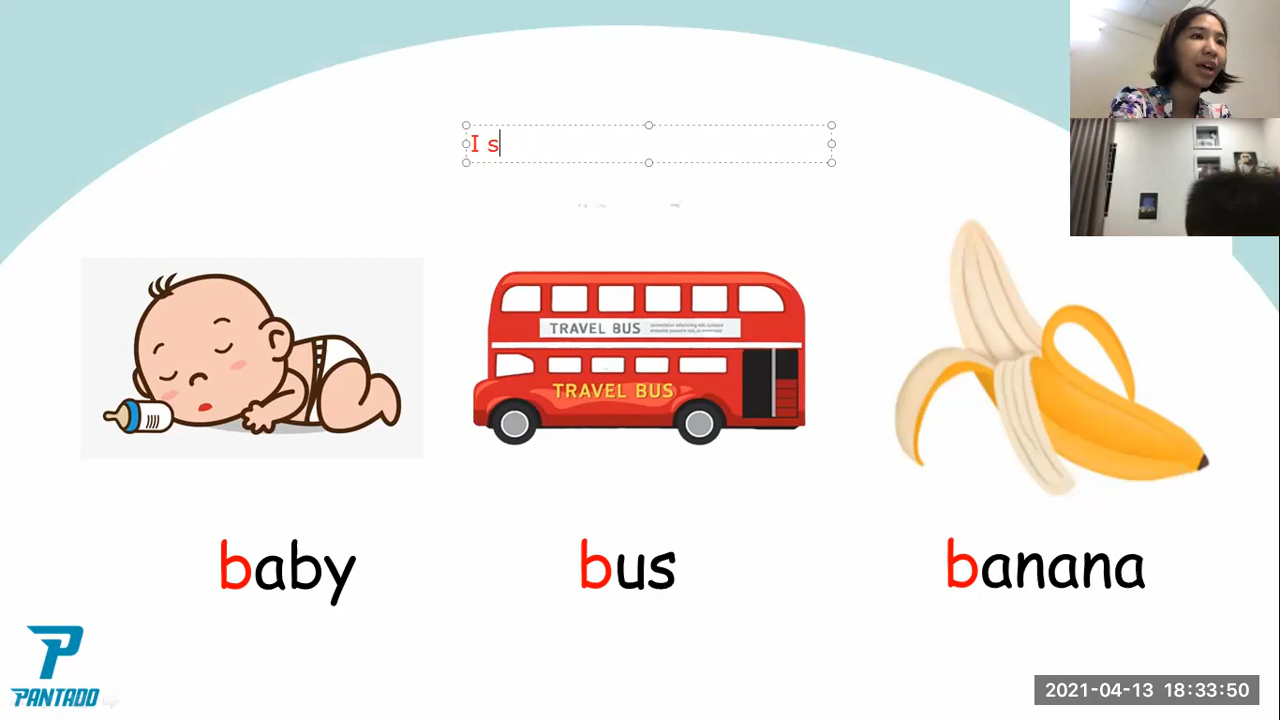 I s
TRAVEL BUS
TRAVEL BUS
baby
bus
banana
PANTADO
2021-04-13 18:33:50